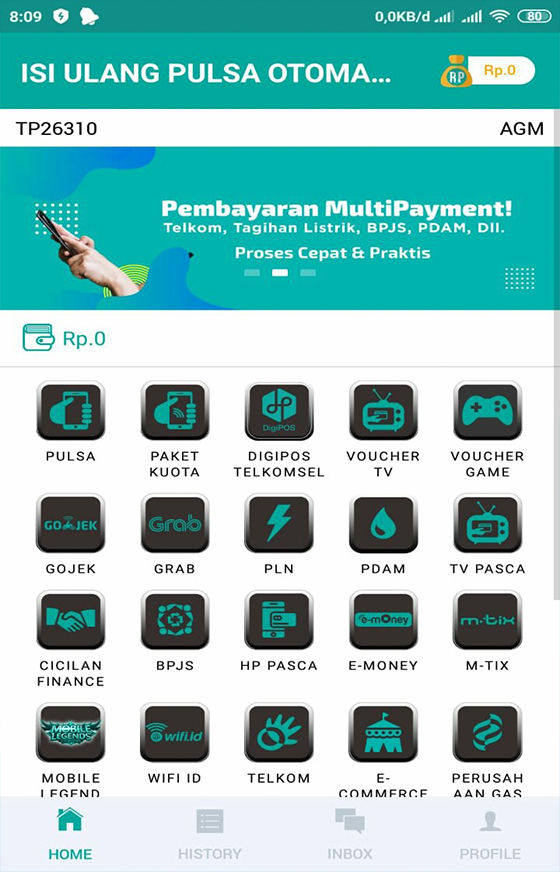 8:09
0,0KB/d
80
ISI ULANG PULSA OTOMA...
RP
Rp.0
TP26310
AGM
Pembayaran MultiPayment!
Telkom, Tagihan Listrik, BPJS, PDAM, Dll.
Proses Cepat & Praktis
Rp.0
DigiPOS
PULSA
PAKET
KUOTA
DIGIPOS
TELKOMSEL
VOUCHER
TV
VOUCHER
GAME
GOJEK
Grab
GOJEK
GRAB
PLN
PDAM
TV PASCA
e-mOney
m·tix
CICILAN
FINANCE
BPJS
HP PASCA
E-MONEY
M-TIX
MOBILE
LEGENDS
wifi.id
MOBILE
LEGEND
WIFI ID
TELKOM
E-
COMMERCE
PERUSAH
AAN GAS
HOME
HISTORY
INBOX
PROFILE